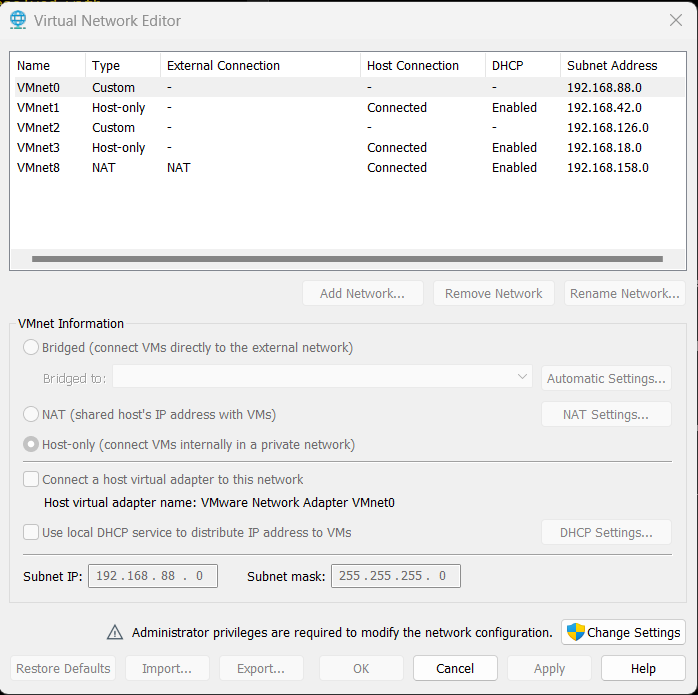 Virtual Network Editor
Name Type External Connection Host Connection DHCP Subnet Address
VMnet0 Custom - - - 192.168.88.0
VMnet1 Host-only - Connected Enabled 192.168.42.0
VMnet2 Custom - - - 192.168.126.0
VMnet3 Host-only - Connected Enabled 192.168.18.0
VMnet8 NAT NAT Connected Enabled 192.168.158.0
Add Network... Remove Network Rename Network...
VMnet Information
Bridged (connect VMs directly to the external network)
Bridged to: Automatic Settings...
NAT (shared host's IP address with VMs) NAT Settings...
Host-only (connect VMs internally in a private network)
Connect a host virtual adapter to this network
Host virtual adapter name: VMware Network Adapter VMnet0
Use local DHCP service to distribute IP address to VMs DHCP Settings...
Subnet IP: 192 . 168 . 88 . 0 Subnet mask: 255 . 255 . 255 . 0
Administrator privileges are required to modify the network configuration. Change Settings
Restore Defaults Import... Export... OK Cancel Apply Help